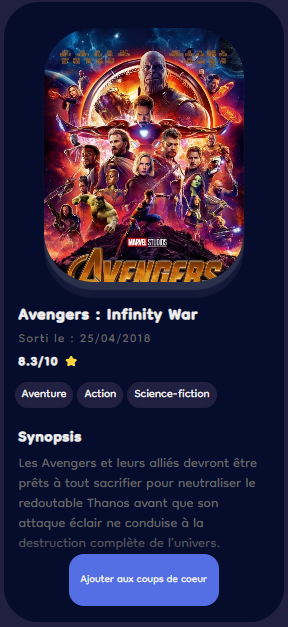 MARVEL STUDIOS
AVENGERS
Avengers : Infinity War
Sorti le : 25/04/2018
8.3/10
Aventure Action Science-fiction
Synopsis
Les Avengers et leurs alliés devront être
prêts à tout sacrifier pour neutraliser le
redoutable Thanos avant que son
attaque éclair ne conduise à la
destruction complète de l'univers.
Ajouter aux coups de coeur